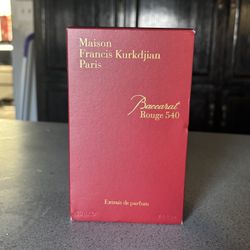 Maison
Francis Kurkdjian
Paris
Baccarat
Rouge 540
Extrait de parfum